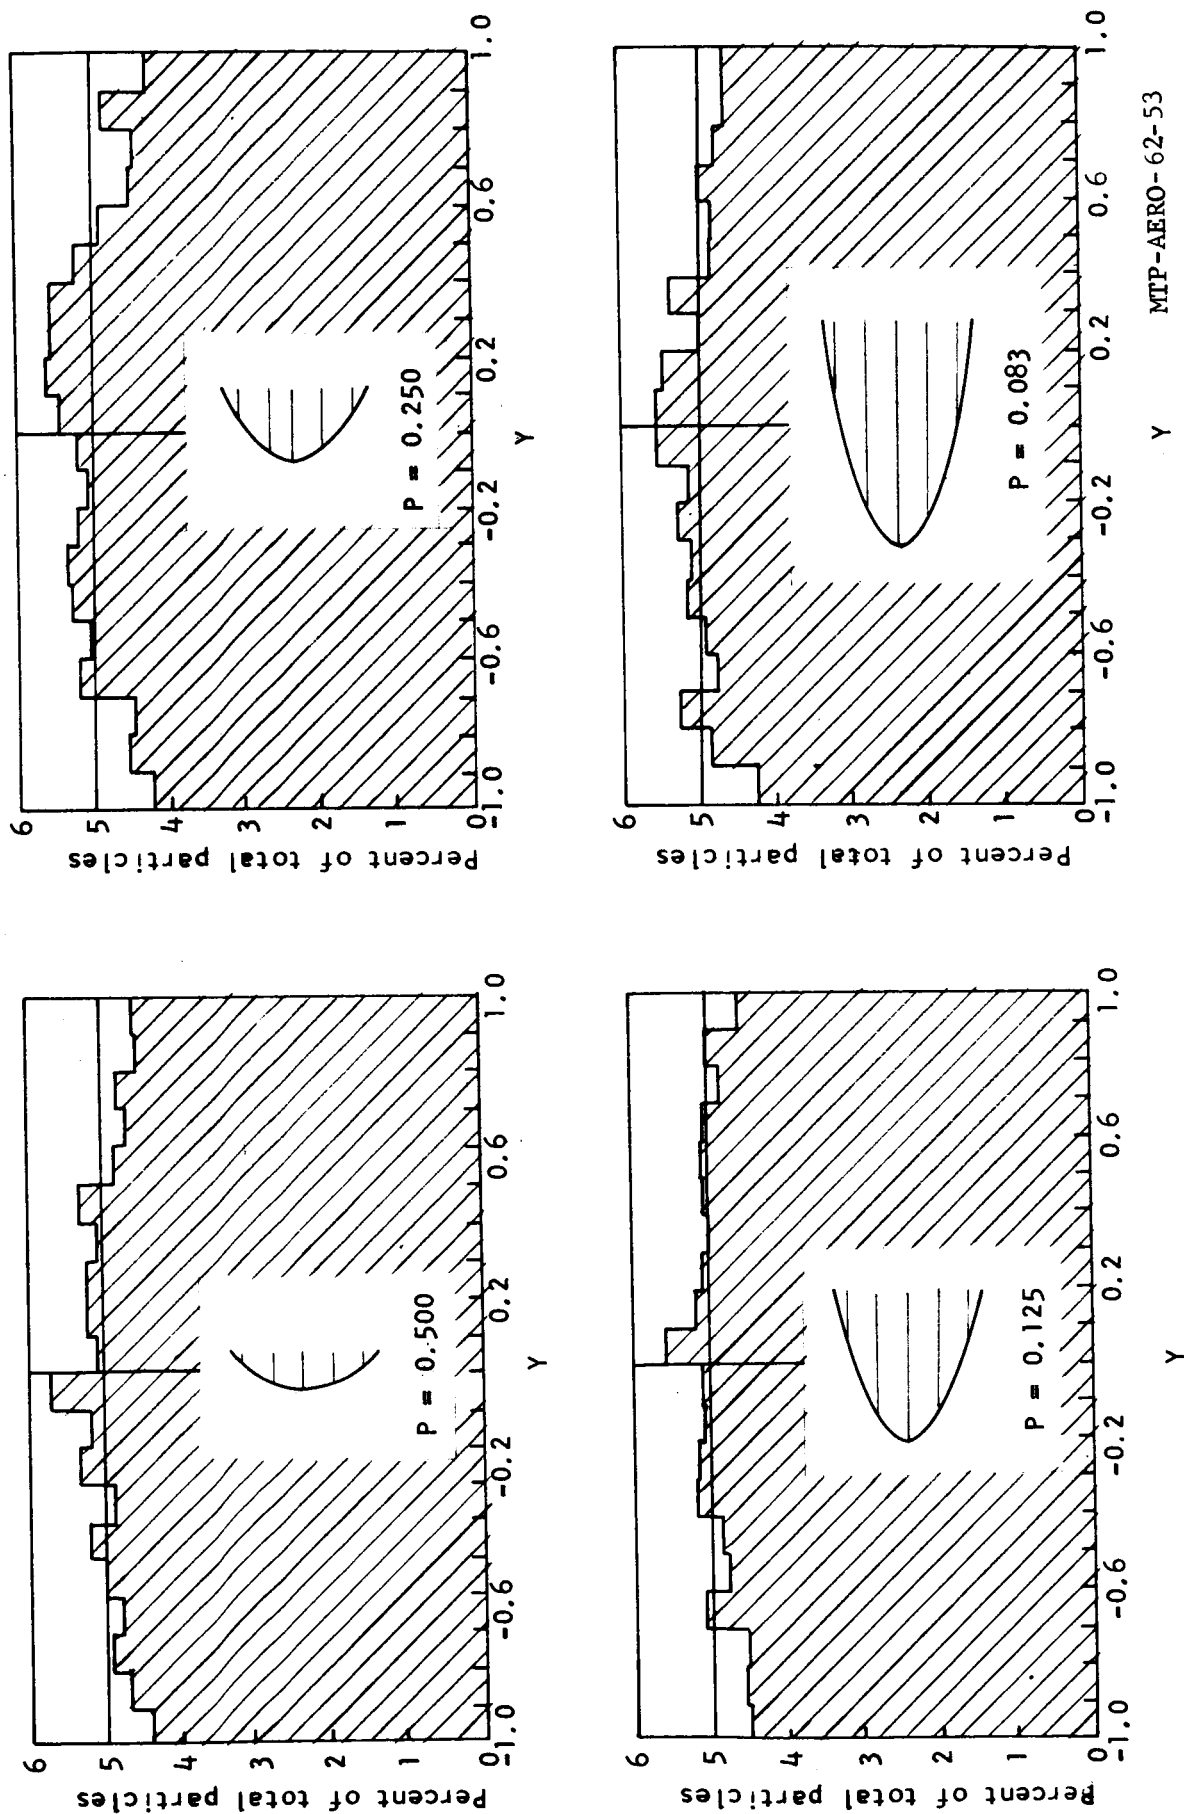 Percent of total particles
6
5
4
3
2
1
0
P = 0.500
-1.0 -0.6 -0.2 0.2 0.6 1.0
Y
Percent of total particles
6
5
4
3
2
1
0
P = 0.250
-1.0 -0.6 -0.2 0.2 0.6 1.0
Y
Percent of total particles
6
5
4
3
2
1
0
P = 0.125
-1.0 -0.6 -0.2 0.2 0.6 1.0
Y
Percent of total particles
6
5
4
3
2
1
0
P = 0.083
-1.0 -0.6 -0.2 0.2 0.6 1.0
Y
MTP-AERO-62-53